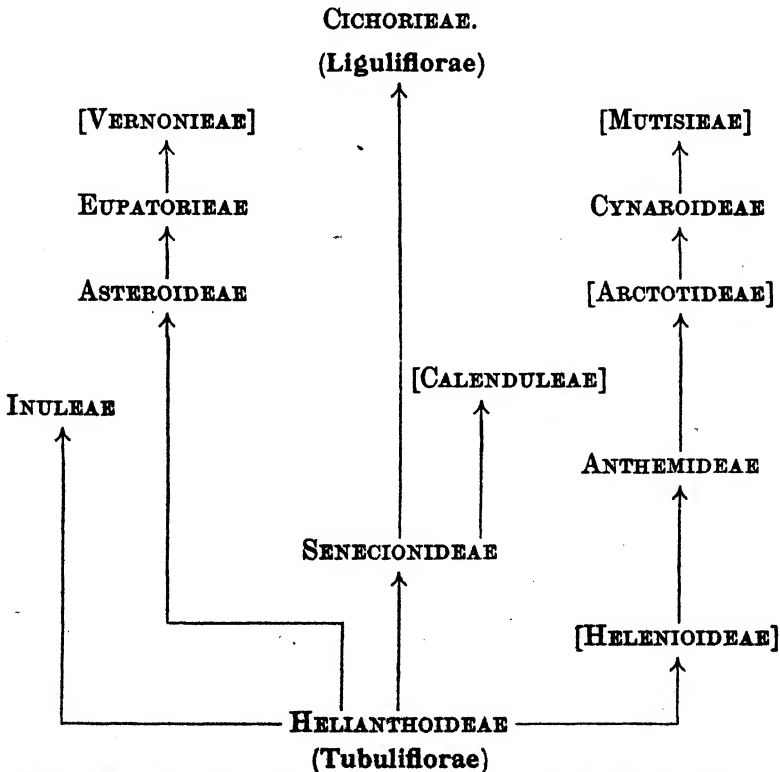 CICHORIEAE.
(Liguliflorae)
[VERNONIEAE]
[MUTISIEAE]
EUPATORIEAE
CYNAROIDEAE
ASTEROIDEAE
[ARCTOTIDEAE]
[CALENDULEAE]
INULEAE
ANTHEMIDEAE
SENECIONIDEAE
[HELENIOIDEAE]
HELIANTHOIDEAE
(Tubuliflorae)